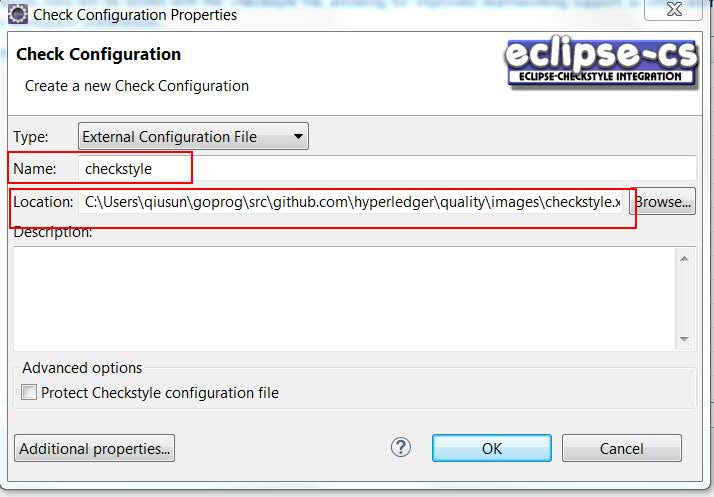 Check Configuration Properties
X
Check Configuration
Create a new Check Configuration
eclipse-cs
ECLIPSE-CHECKSTYLE INTEGRATION
Type: External Configuration File
Name: checkstyle
Location: C:\Users\qiusun\goprog\src\github.com\hyperledger\quality\images\checkstyle.x Browse...
Description:
Advanced options
Protect Checkstyle configuration file
Additional properties... ? OK Cancel